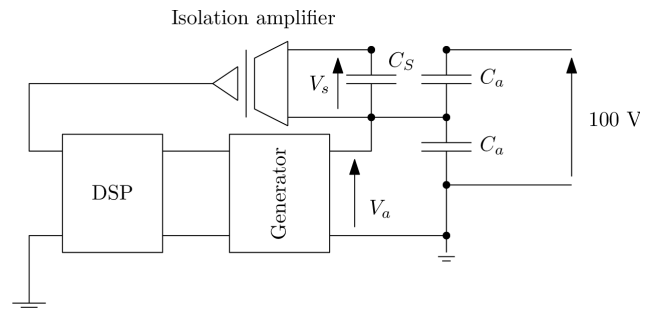 Isolation amplifier
C_S
V_s
C_a
100 V
C_a
DSP
Generator
V_a